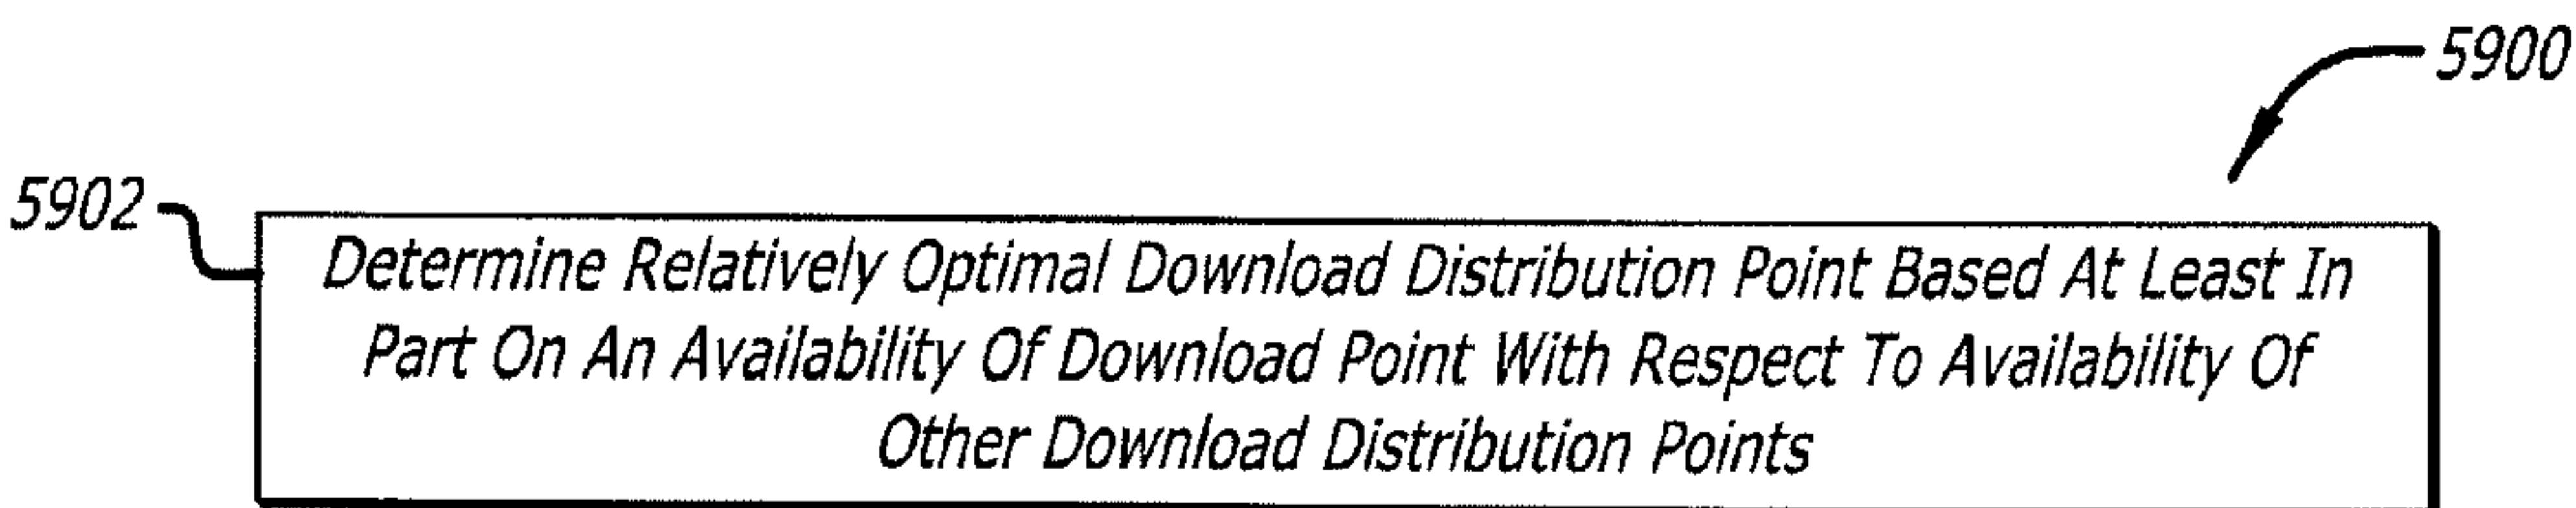 5900
5902
Determine Relatively Optimal Download Distribution Point Based At Least In
Part On An Availability Of Download Point With Respect To Availability Of
Other Download Distribution Points